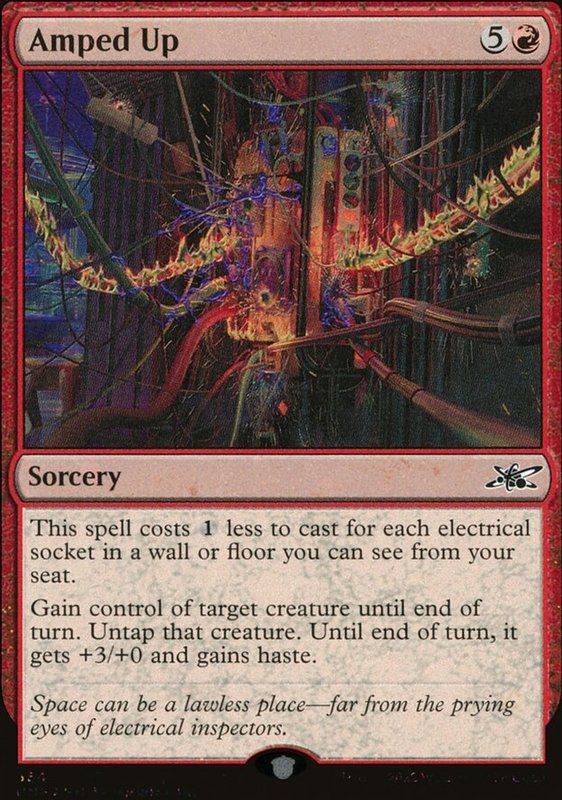 Amped Up 5
Sorcery
This spell costs 1 less to cast for each electrical
socket in a wall or floor you can see from your
seat.
Gain control of target creature until end of
turn. Untap that creature. Until end of turn, it
gets +3/+0 and gains haste.
Space can be a lawless place—far from the prying
eyes of electrical inspectors.